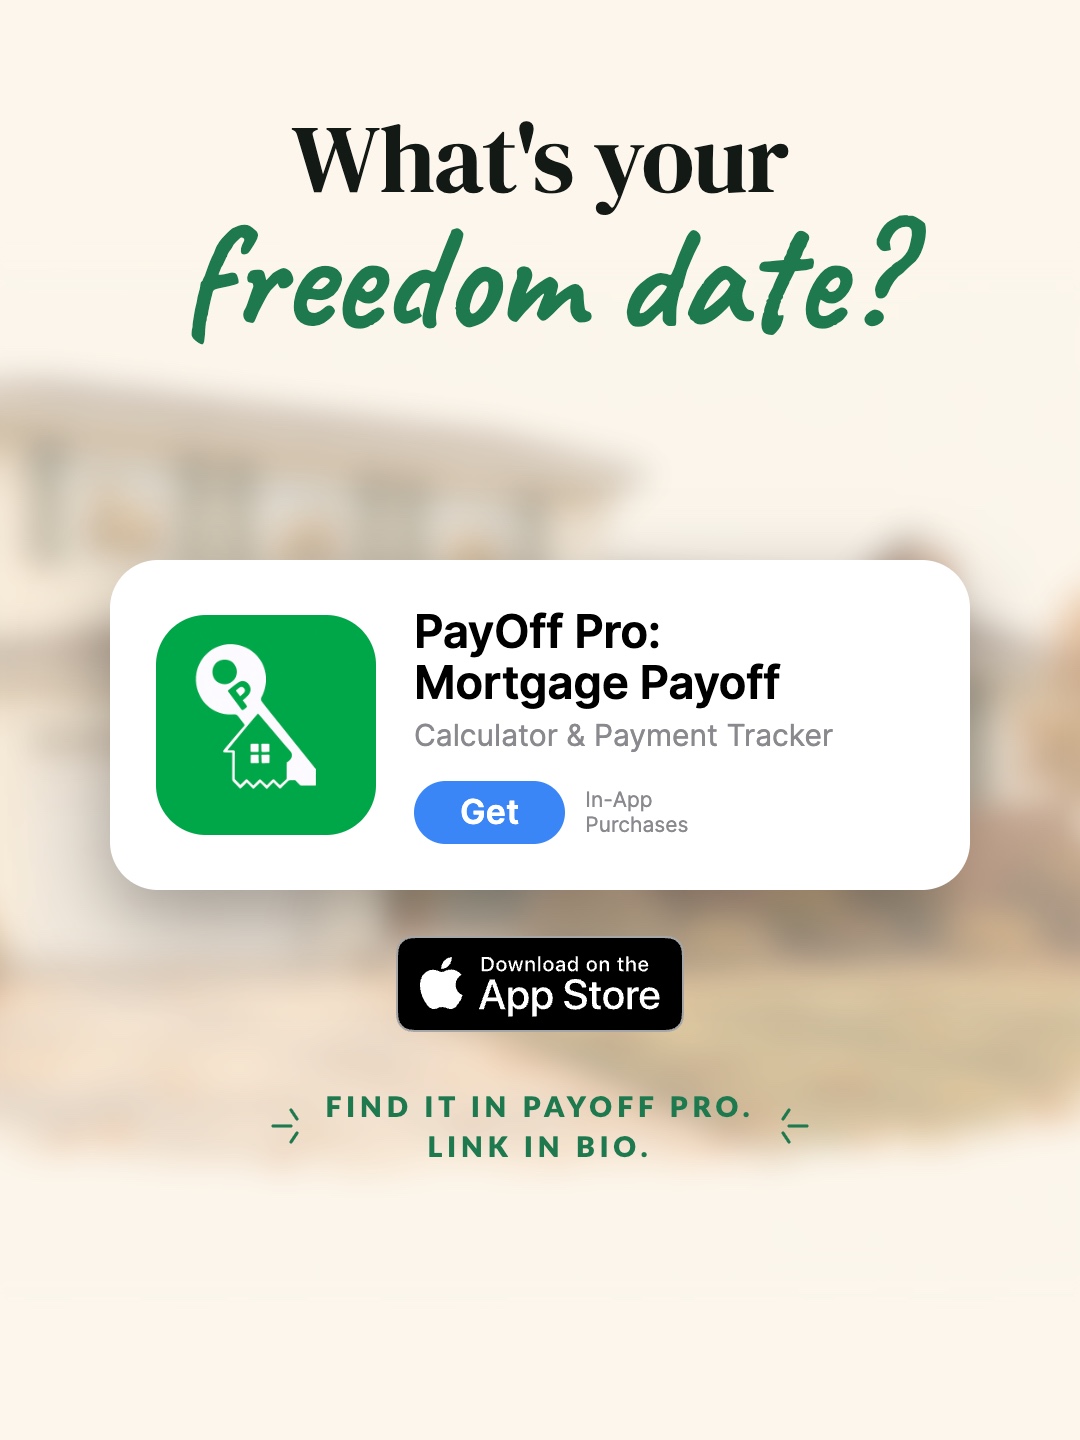 What's your
freedom date?
P
PayOff Pro:
Mortgage Payoff
Calculator & Payment Tracker
Get
In-App
Purchases
Download on the
App Store
FIND IT IN PAYOFF PRO.
LINK IN BIO.